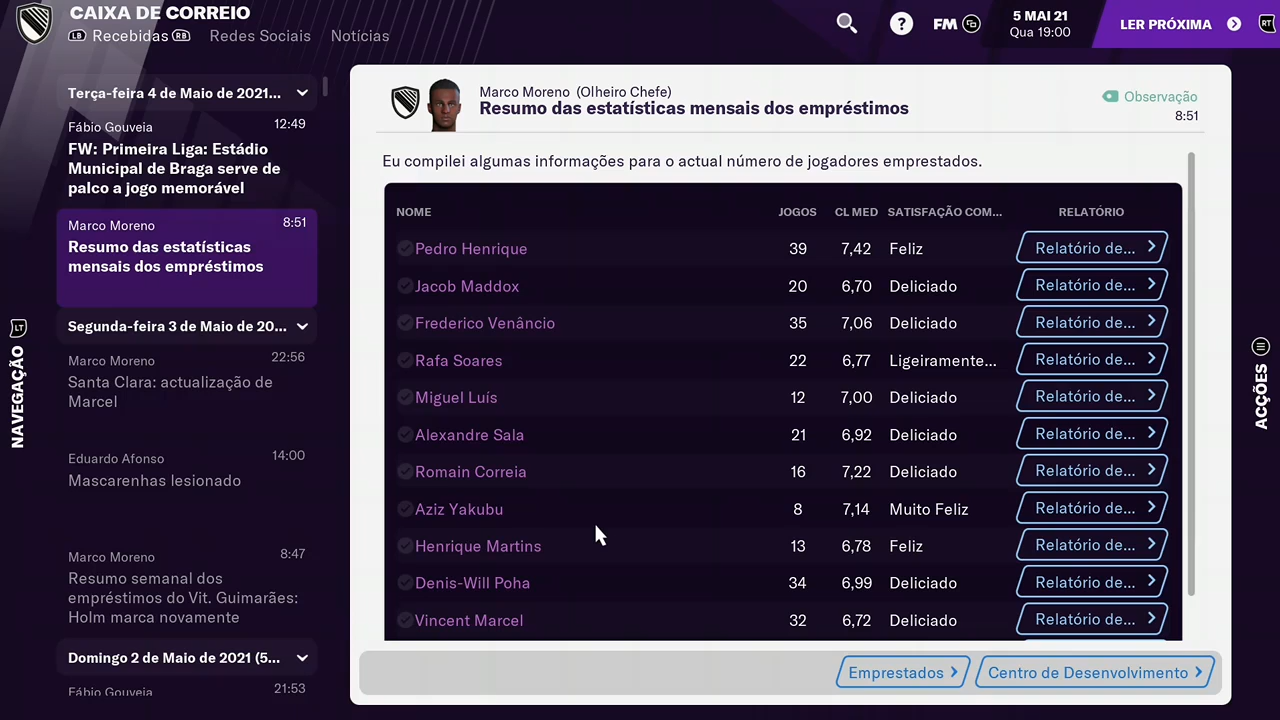 CAIXA DE CORREIO
LB Recebidas RB Redes Sociais Notícias
? FM
5 MAI 21
Qua 19:00
LER PRÓXIMA RT
LT NAVEGAÇÃO
Terça-feira 4 de Maio de 2021...
Fábio Gouveia 12:49
FW: Primeira Liga: Estádio
Municipal de Braga serve de
palco a jogo memorável
Marco Moreno 8:51
Resumo das estatísticas
mensais dos empréstimos
Segunda-feira 3 de Maio de 20...
Marco Moreno 22:56
Santa Clara: actualização de
Marcel
Eduardo Afonso 14:00
Mascarenhas lesionado
Marco Moreno 8:47
Resumo semanal dos
empréstimos do Vit. Guimarães:
Holm marca novamente
Domingo 2 de Maio de 2021 (5...
Fábio Gouveia 21:53
Marco Moreno (Olheiro Chefe)
Resumo das estatísticas mensais dos empréstimos
Observação
8:51
Eu compilei algumas informações para o actual número de jogadores emprestados.
NOME JOGOS CL MED SATISFAÇÃO COM... RELATÓRIO
Pedro Henrique 39 7,42 Feliz Relatório de...
Jacob Maddox 20 6,70 Deliciado Relatório de...
Frederico Venâncio 35 7,06 Deliciado Relatório de...
Rafa Soares 22 6,77 Ligeiramente... Relatório de...
Miguel Luís 12 7,00 Deliciado Relatório de...
Alexandre Sala 21 6,92 Deliciado Relatório de...
Romain Correia 16 7,22 Deliciado Relatório de...
Aziz Yakubu 8 7,14 Muito Feliz Relatório de...
Henrique Martins 13 6,78 Feliz Relatório de...
Denis-Will Poha 34 6,99 Deliciado Relatório de...
Vincent Marcel 32 6,72 Deliciado Relatório de...
Emprestados Centro de Desenvolvimento
ACÇÕES